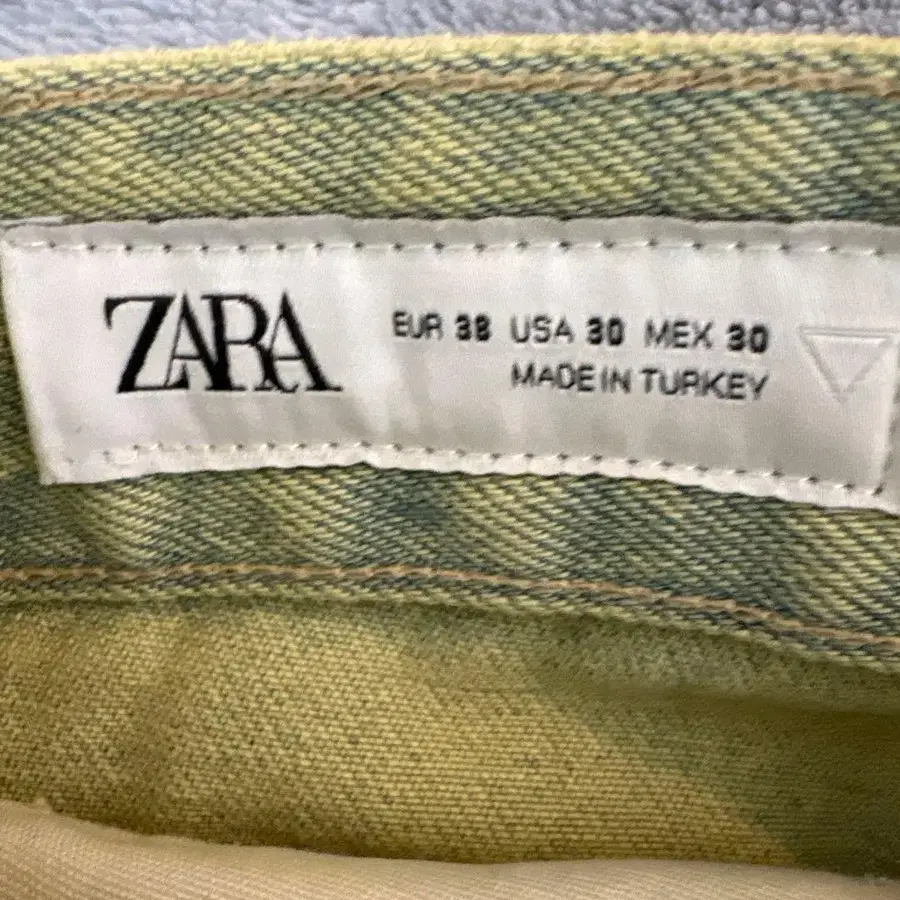 ZARA
EUR 38 USA 30 MEX 30
MADE IN TURKEY